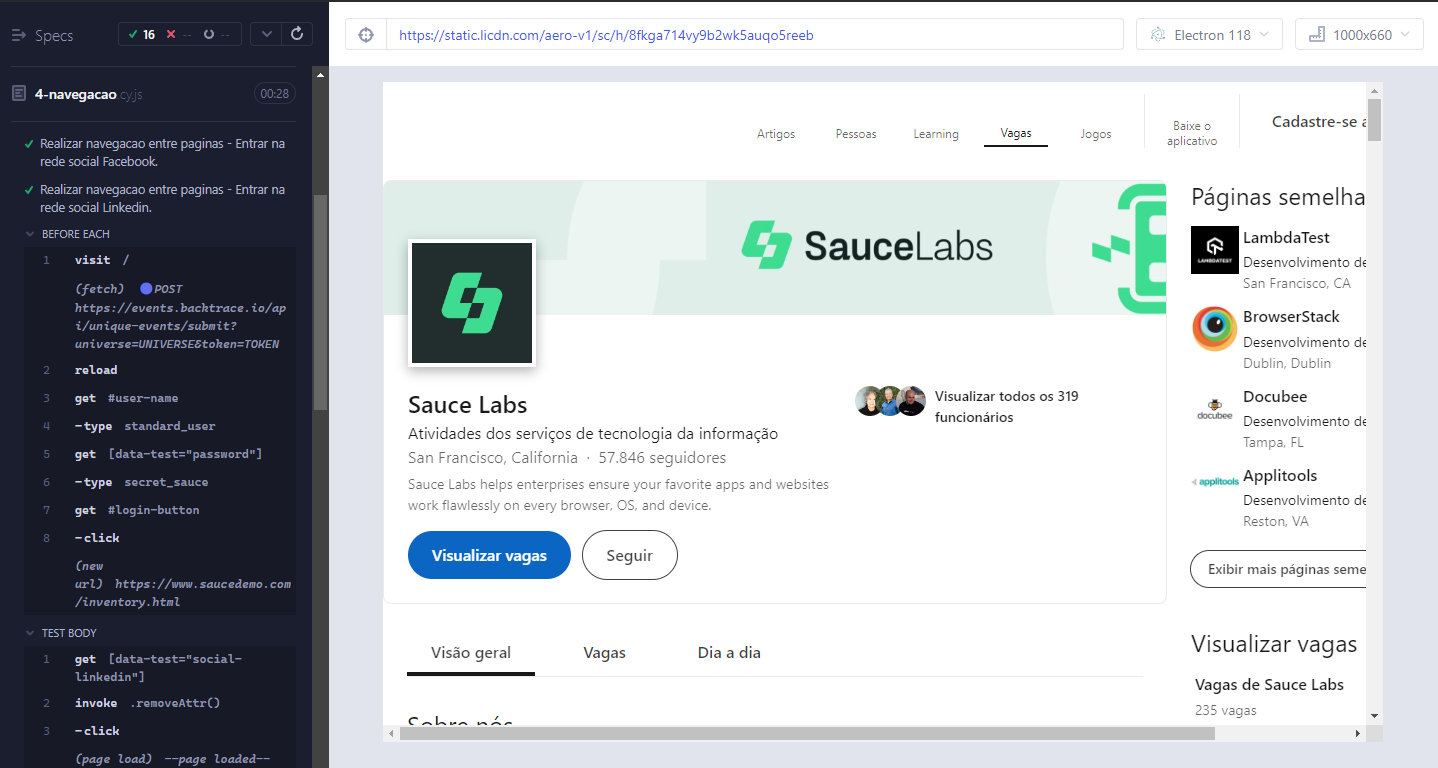 Specs
16
--
--
4-navegacao.cy.js
00:28
Realizar navegacao entre paginas - Entrar na
rede social Facebook.
Realizar navegacao entre paginas - Entrar na
rede social Linkedin.
BEFORE EACH
1 visit /
(fetch) POST
https://events.backtrace.io/ap
i/unique-events/submit?
universe=UNIVERSE&token=TOKEN
2 reload
3 get #user-name
4 -type standard_user
5 get [data-test="password"]
6 -type secret_sauce
7 get #login-button
8 -click
(new
url) https://www.saucedemo.com
/inventory.html
TEST BODY
1 get [data-test="social-
linkedin"]
2 invoke .removeAttr()
3 -click
(page load) --page loaded--
https://static.licdn.com/aero-v1/sc/h/8fkga714vy9b2wk5auqo5reeb
Electron 118
1000x660
Artigos
Pessoas
Learning
Vagas
Jogos
Baixe o
aplicativo
Cadastre-se a
SauceLabs
Sauce Labs
Atividades dos serviços de tecnologia da informação
San Francisco, California · 57.846 seguidores
Sauce Labs helps enterprises ensure your favorite apps and websites
work flawlessly on every browser, OS, and device.
Visualizar todos os 319
funcionários
Visualizar vagas
Seguir
Visão geral
Vagas
Dia a dia
Sobre nós
Páginas semelha
LAMBDATEST
LambdaTest
Desenvolvimento de
San Francisco, CA
BrowserStack
Desenvolvimento de
Dublin, Dublin
docubee
Docubee
Desenvolvimento de
Tampa, FL
applitools
Applitools
Desenvolvimento de
Reston, VA
Exibir mais páginas seme
Visualizar vagas
Vagas de Sauce Labs
235 vagas